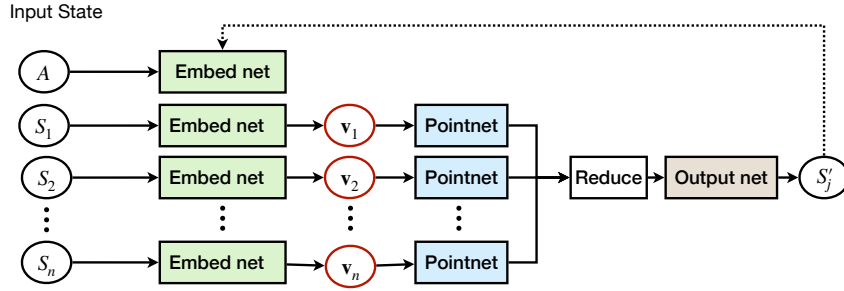 Input State
A Embed net
S₁ Embed net v₁ Pointnet
S₂ Embed net v₂ Pointnet Reduce Output net S′ⱼ
Sₙ Embed net vₙ Pointnet